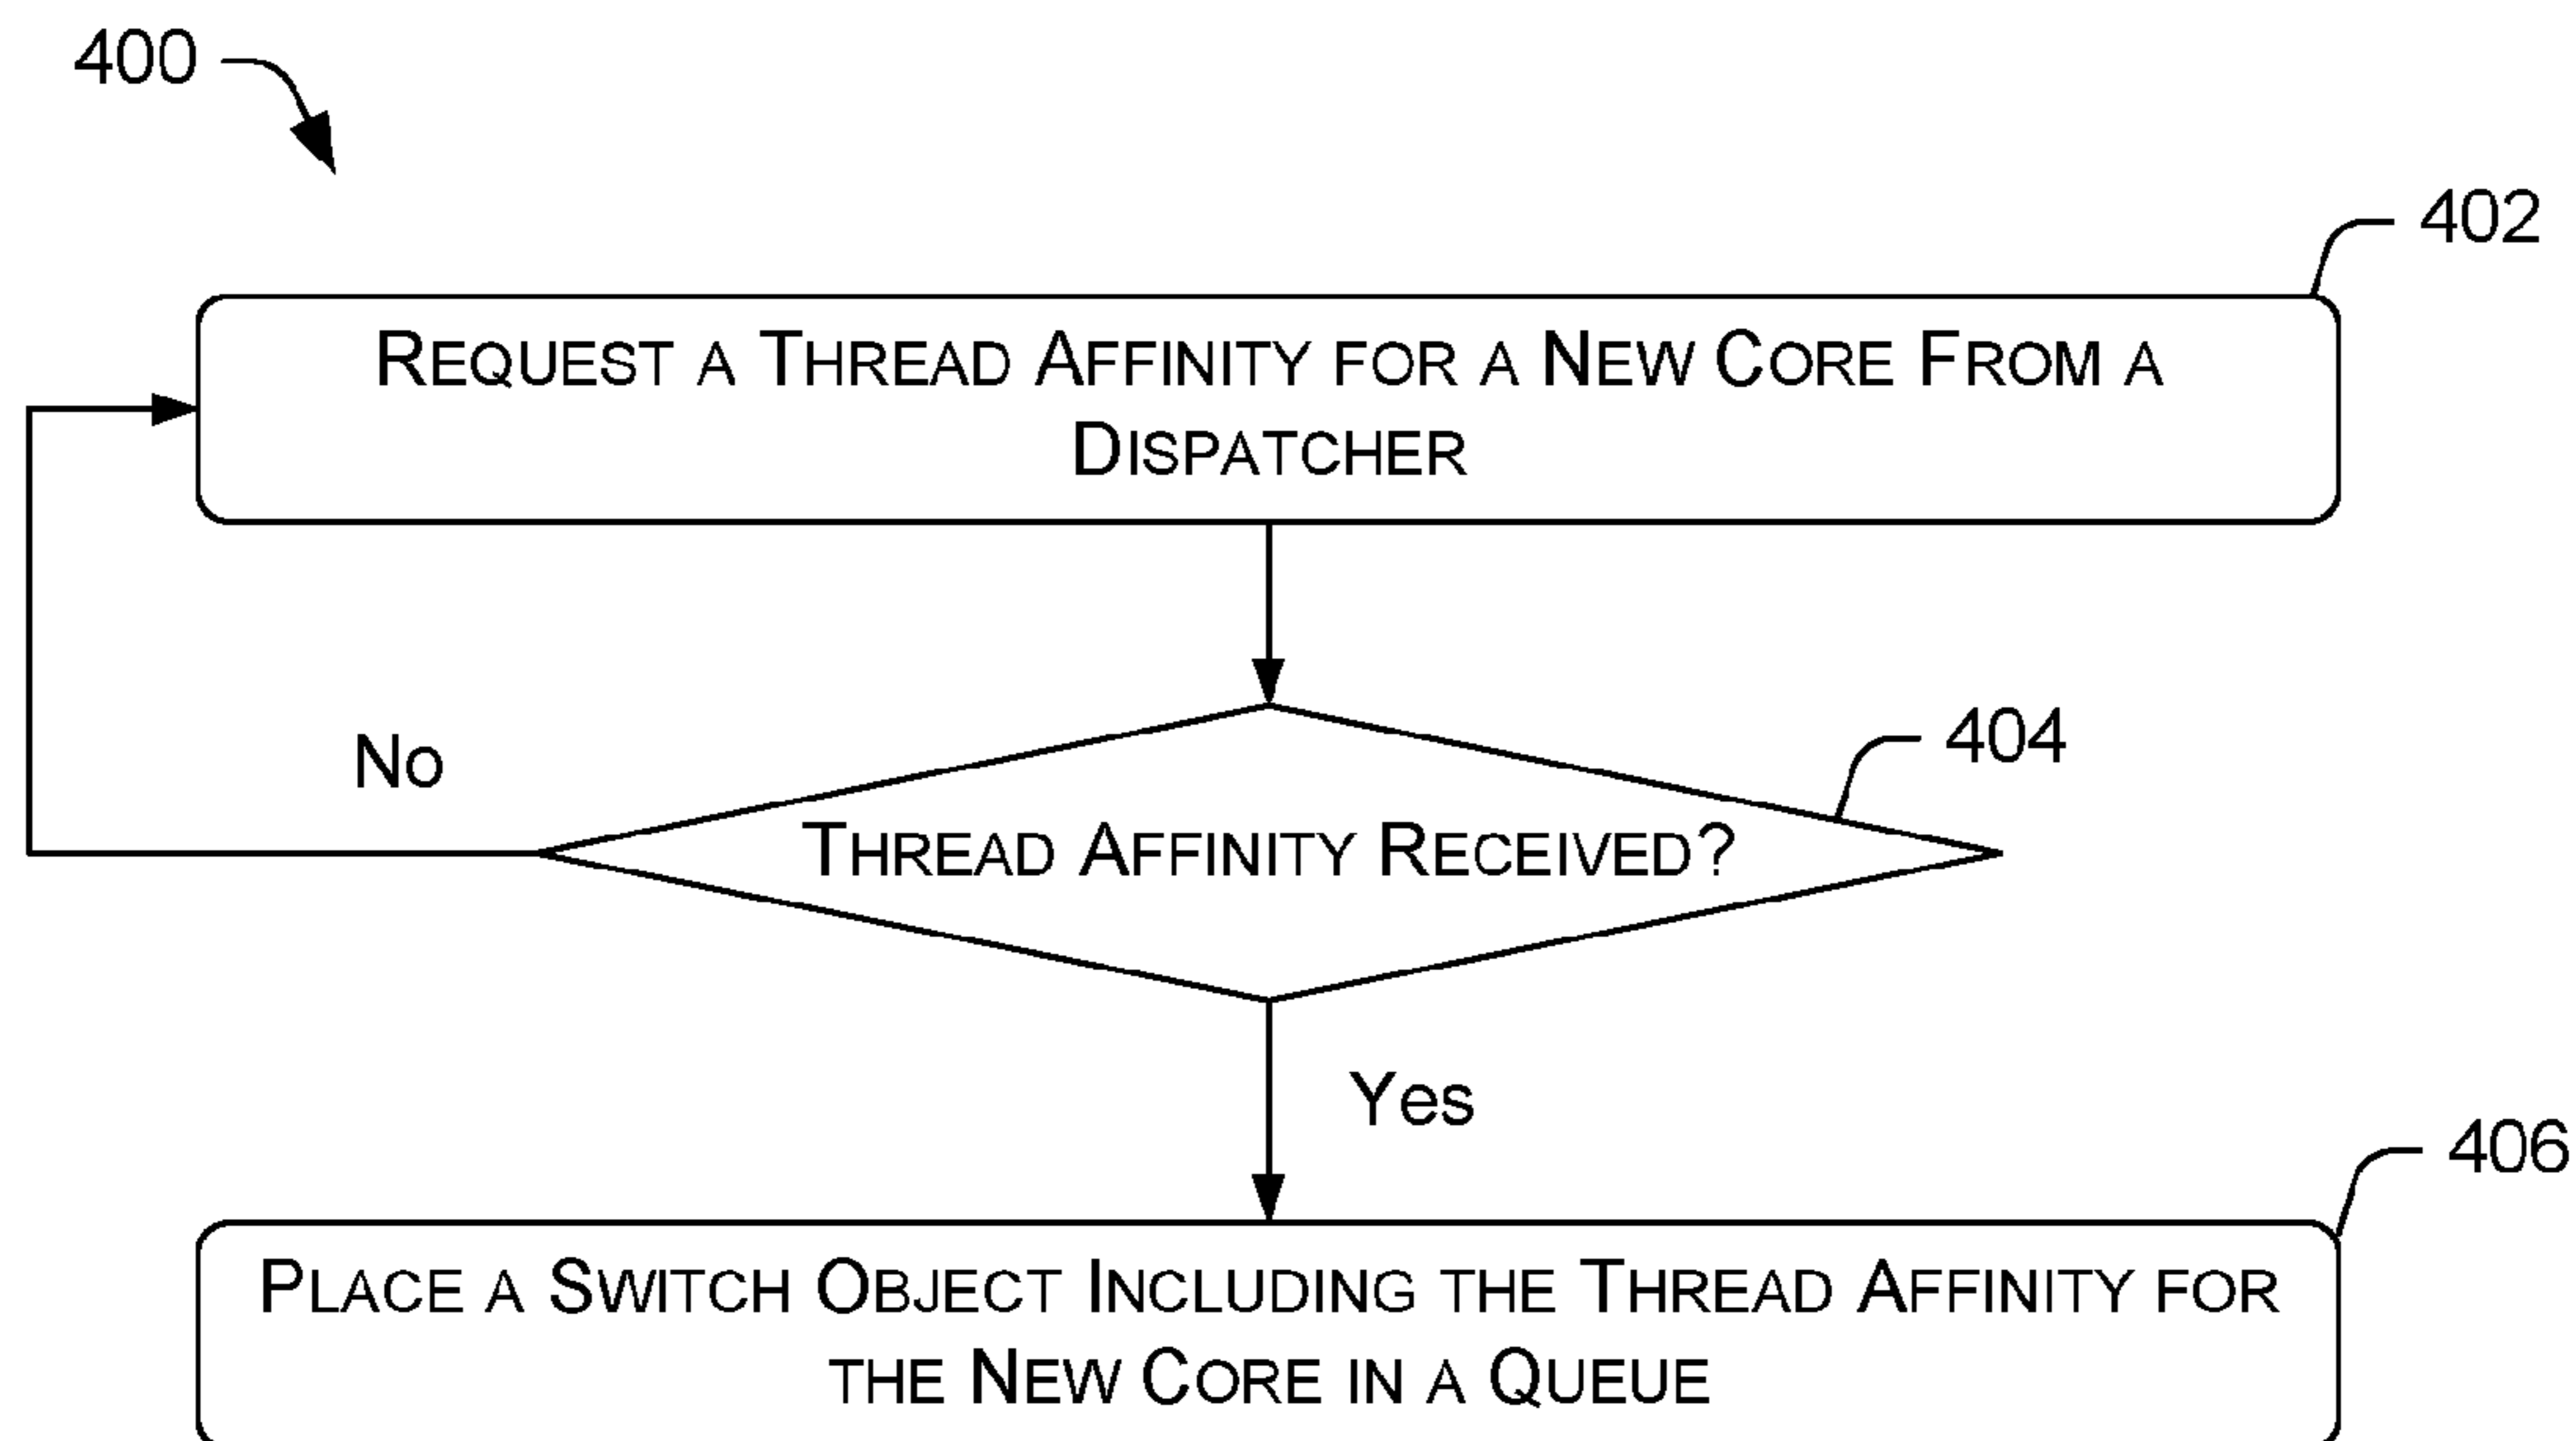 400
402
Request a Thread Affinity for a New Core From a
Dispatcher
404
No
Thread Affinity Received?
Yes
406
Place a Switch Object Including the Thread Affinity for
the New Core in a Queue